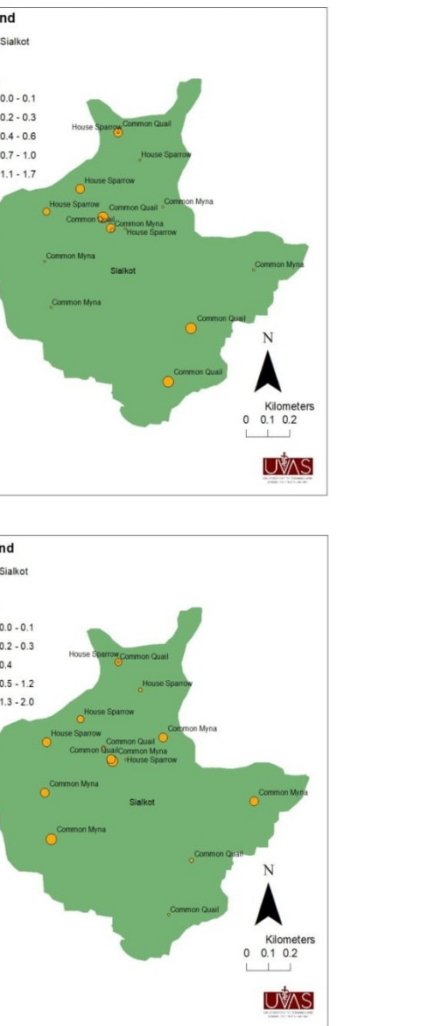 nd
Sialkot
0.0 - 0.1
0.2 - 0.3
0.4 - 0.6
0.7 - 1.0
1.1 - 1.7
House Sparrow
Common Quail
House Sparrow
House Sparrow
House Sparrow
Common Quail
Common Myna
Common Quail
Common Myna
House Sparrow
Common Myna
Sialkot
Common Myna
Common Myna
Common Quail
Common Quail
N
Kilometers
0 0.1 0.2
UVAS
nd
Sialkot
0.0 - 0.1
0.2 - 0.3
0.4
0.5 - 1.2
1.3 - 2.0
House Sparrow
Common Quail
House Sparrow
House Sparrow
House Sparrow
Common Myna
Common Quail
Common Quail
Common Myna
House Sparrow
Common Myna
Common Myna
Sialkot
Common Myna
Common Quail
Common Quail
N
Kilometers
0 0.1 0.2
UVAS